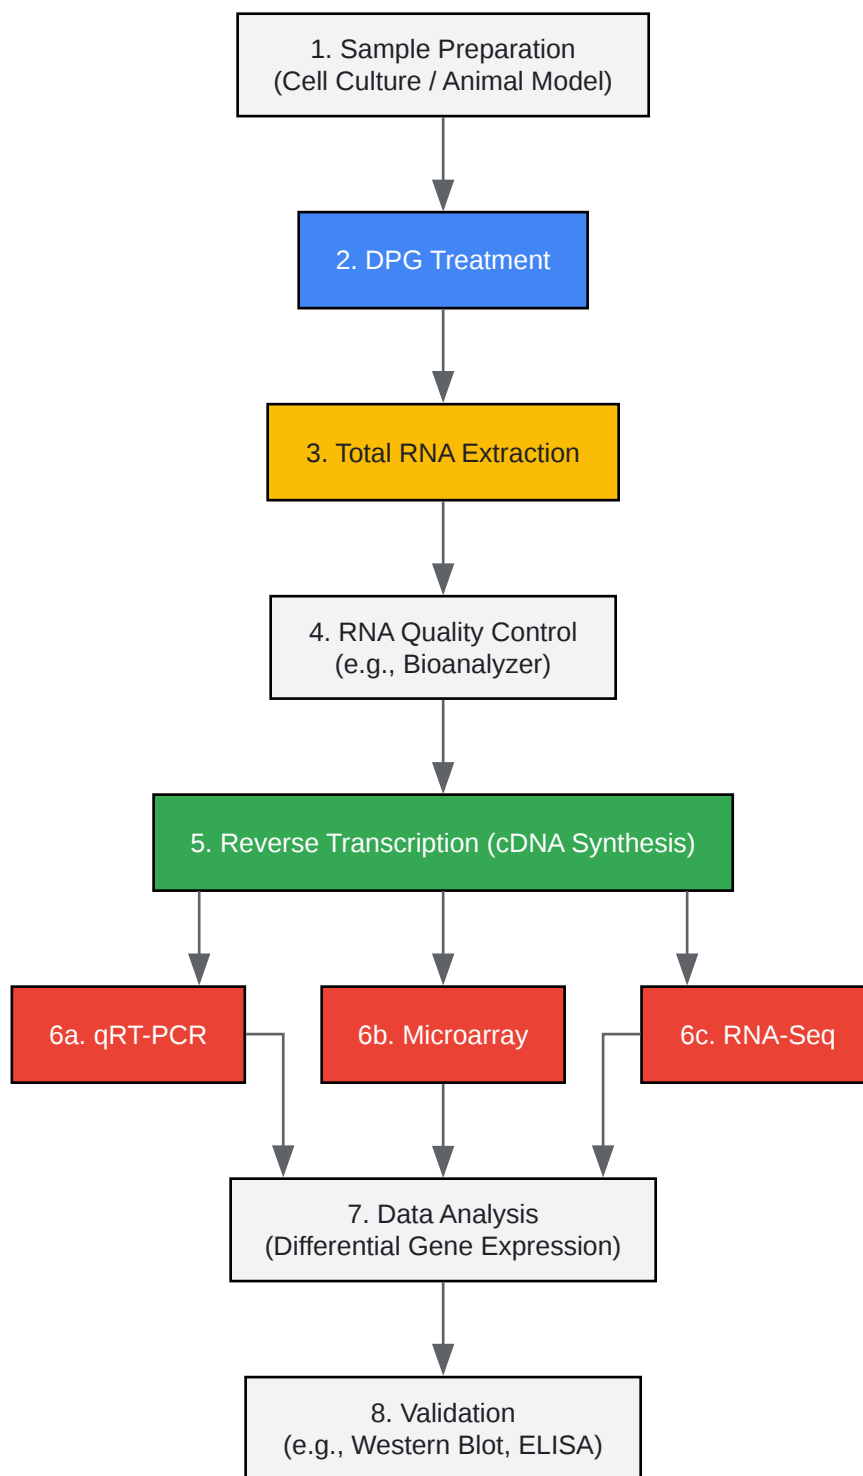 1. Sample Preparation
(Cell Culture / Animal Model)
2. DPG Treatment
3. Total RNA Extraction
4. RNA Quality Control
(e.g., Bioanalyzer)
5. Reverse Transcription (cDNA Synthesis)
6a. qRT-PCR
6b. Microarray
6c. RNA-Seq
7. Data Analysis
(Differential Gene Expression)
8. Validation
(e.g., Western Blot, ELISA)